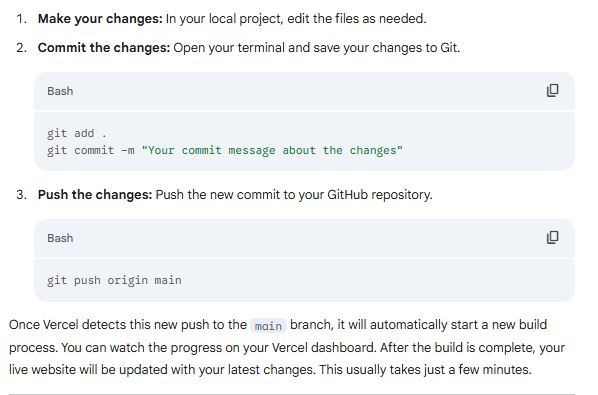 1. Make your changes: In your local project, edit the files as needed.
2. Commit the changes: Open your terminal and save your changes to Git.
Bash
git add .
git commit -m "Your commit message about the changes"
3. Push the changes: Push the new commit to your GitHub repository.
Bash
git push origin main
Once Vercel detects this new push to the main branch, it will automatically start a new build
process. You can watch the progress on your Vercel dashboard. After the build is complete, your
live website will be updated with your latest changes. This usually takes just a few minutes.